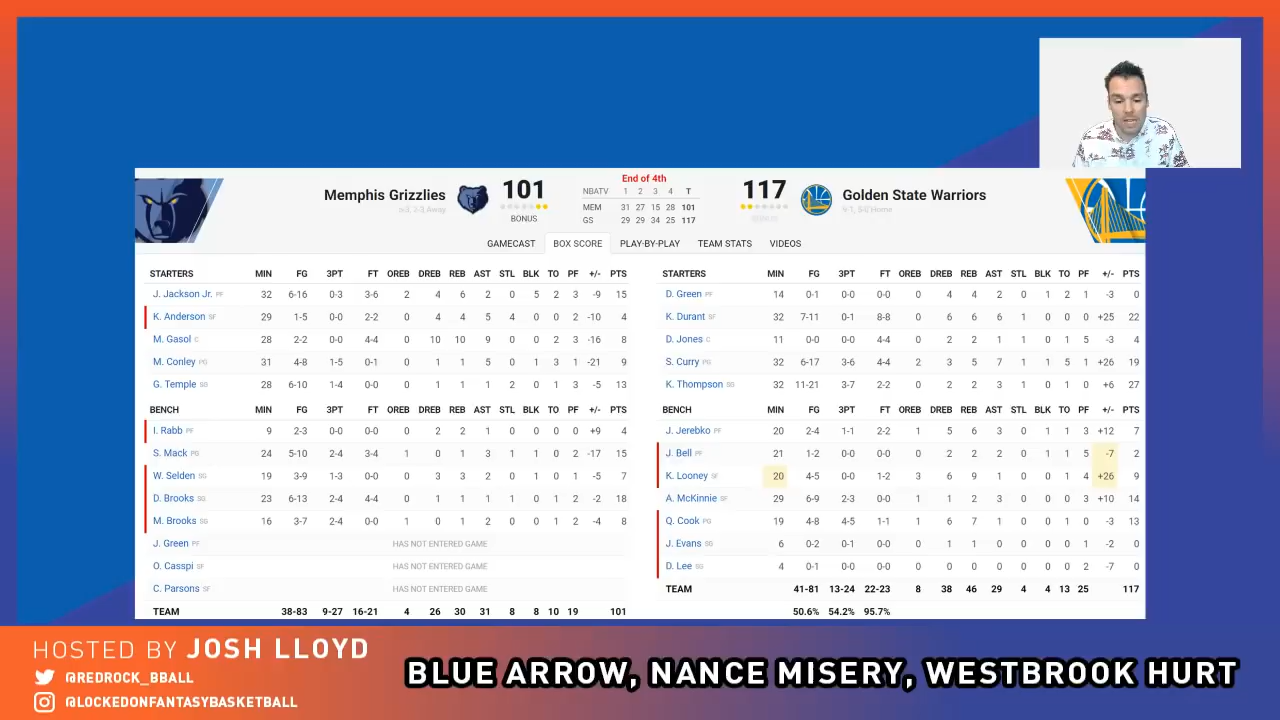 End of 4th
Memphis Grizzlies 101 NBATV 1 2 3 4 T 117 Golden State Warriors
BONUS MEM 31 27 15 28 101
GS 29 29 34 25 117
GAMECAST BOX SCORE PLAY-BY-PLAY TEAM STATS VIDEOS
STARTERS MIN FG 3PT FT OREB DREB REB AST STL BLK TO PF +/- PTS
J. Jackson Jr. PF 32 6-16 0-3 3-6 2 4 6 2 0 5 2 3 -9 15
K. Anderson SF 29 1-5 0-0 2-2 0 4 4 5 4 0 0 2 -10 4
M. Gasol C 28 2-2 0-0 4-4 0 10 10 9 0 0 2 3 -16 8
M. Conley PG 31 4-8 1-5 0-1 0 1 1 5 0 1 3 1 -21 9
G. Temple SG 28 6-10 1-4 0-0 0 1 1 1 2 0 1 3 -5 13
BENCH MIN FG 3PT FT OREB DREB REB AST STL BLK TO PF +/- PTS
I. Rabb PF 9 2-3 0-0 0-0 0 2 2 1 0 0 0 0 +9 4
S. Mack PG 24 5-10 2-4 3-4 1 0 1 3 1 0 0 2 -17 15
W. Selden SG 19 3-9 1-3 0-0 0 3 2 0 1 0 1 -5 7
D. Brooks SG 23 6-13 2-4 4-4 0 1 1 1 1 0 1 2 -2 18
M. Brooks SG 16 3-7 2-4 0-0 1 0 1 2 0 0 1 2 -4 8
J. Green PF HAS NOT ENTERED GAME
O. Casspi SF HAS NOT ENTERED GAME
C. Parsons SF HAS NOT ENTERED GAME
TEAM 38-83 9-27 16-21 4 26 30 31 8 8 10 19 101
STARTERS MIN FG 3PT FT OREB DREB REB AST STL BLK TO PF +/- PTS
D. Green PF 14 0-1 0-0 0-0 0 4 4 2 0 1 2 1 -3 0
K. Durant SF 32 7-11 0-1 8-8 0 6 6 6 1 0 0 0 +25 22
D. Jones C 11 0-0 0-0 4-4 0 2 2 1 1 0 1 5 -3 4
S. Curry PG 32 6-17 3-6 4-4 2 3 5 7 1 1 5 1 +26 19
K. Thompson SG 32 11-21 3-7 2-2 0 2 2 3 1 0 1 0 +6 27
BENCH MIN FG 3PT FT OREB DREB REB AST STL BLK TO PF +/- PTS
J. Jerebko PF 20 2-4 1-1 2-2 1 5 6 3 0 1 1 3 +12 7
J. Bell PF 21 1-2 0-0 0-0 0 2 2 2 0 1 1 5 -7 2
K. Looney SF 20 4-5 0-0 1-2 3 6 9 1 0 0 1 4 +26 9
A. McKinnie SF 29 6-9 2-3 0-0 1 1 2 3 0 0 0 3 +10 14
Q. Cook PG 19 4-8 4-5 1-1 1 6 7 1 0 0 1 0 -3 13
J. Evans SG 6 0-2 0-1 0-0 0 1 1 0 0 0 0 1 -2 0
D. Lee SG 4 0-1 0-0 0-0 0 0 0 0 0 0 0 2 -7 0
TEAM 41-81 13-24 22-23 8 38 46 29 4 4 13 25 117
45.8% 33.3% 76.2%
50.6% 54.2% 95.7%
HOSTED BY JOSH LLOYD
@REDROCK_BBALL
@LOCKEDONFANTASYBASKETBALL
BLUE ARROW, NANCE MISERY, WESTBROOK HURT